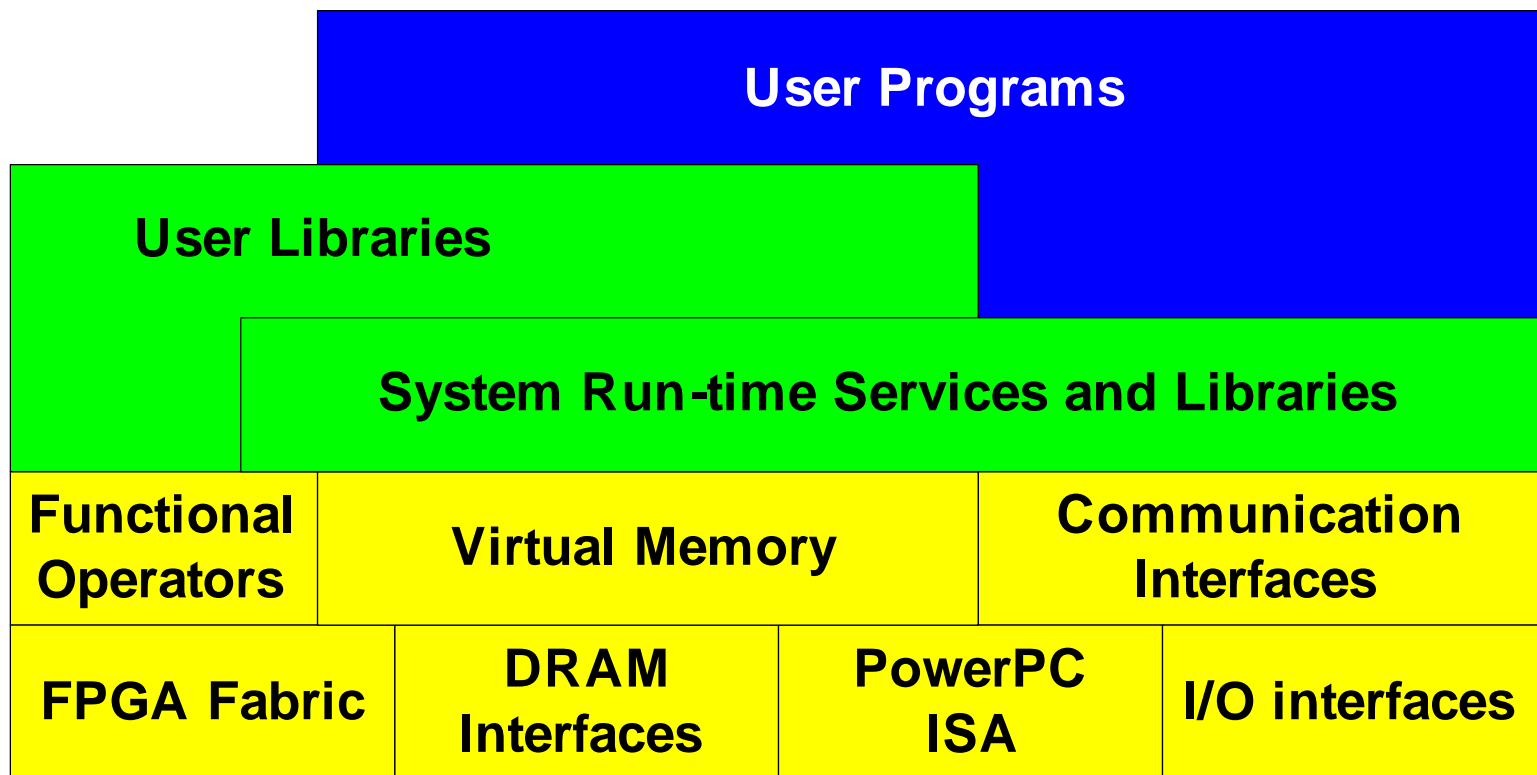 User Programs
User Libraries
System Run-time Services and Libraries
Functional
Operators
Virtual Memory
Communication
Interfaces
FPGA Fabric
DRAM
Interfaces
PowerPC
ISA
I/O interfaces